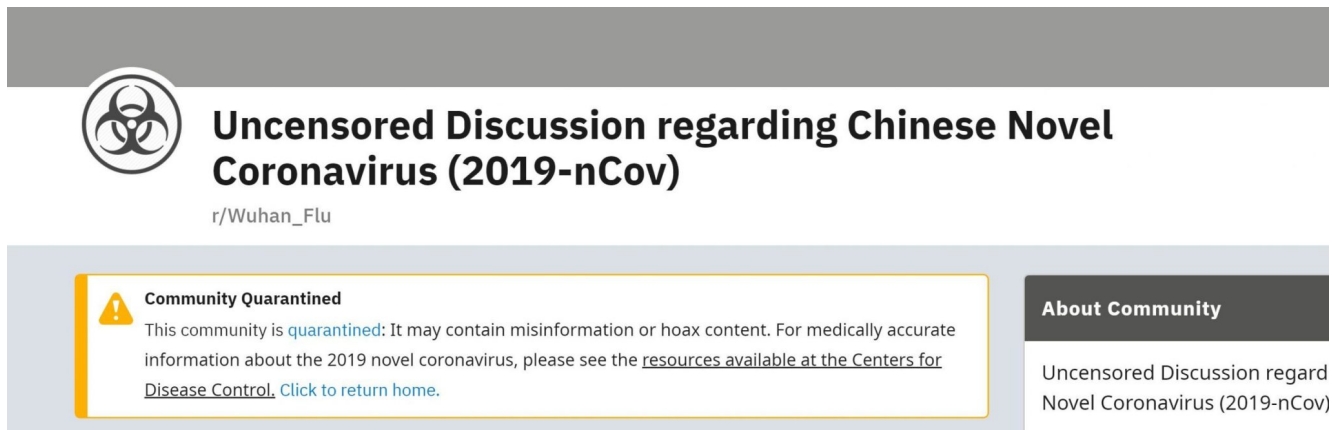 Uncensored Discussion regarding Chinese Novel
Coronavirus (2019-nCov)
r/Wuhan_Flu
Community Quarantined
This community is quarantined: It may contain misinformation or hoax content. For medically accurate
information about the 2019 novel coronavirus, please see the resources available at the Centers for
Disease Control. Click to return home.
About Community
Uncensored Discussion regard
Novel Coronavirus (2019-nCov)